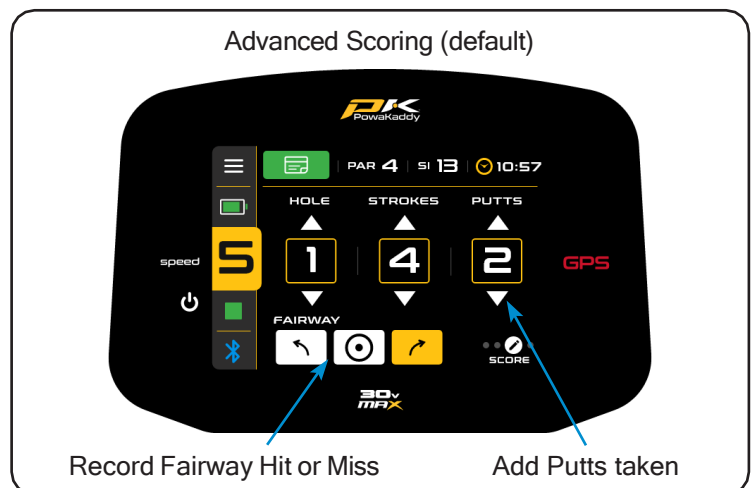 Advanced Scoring (default)
PK
PowaKaddy
PAR 4 SI 13 10:57
HOLE STROKES PUTTS
speed 5 1 4 2 GPS
FAIRWAY
SCORE
30v
MAX
Record Fairway Hit or Miss Add Putts taken